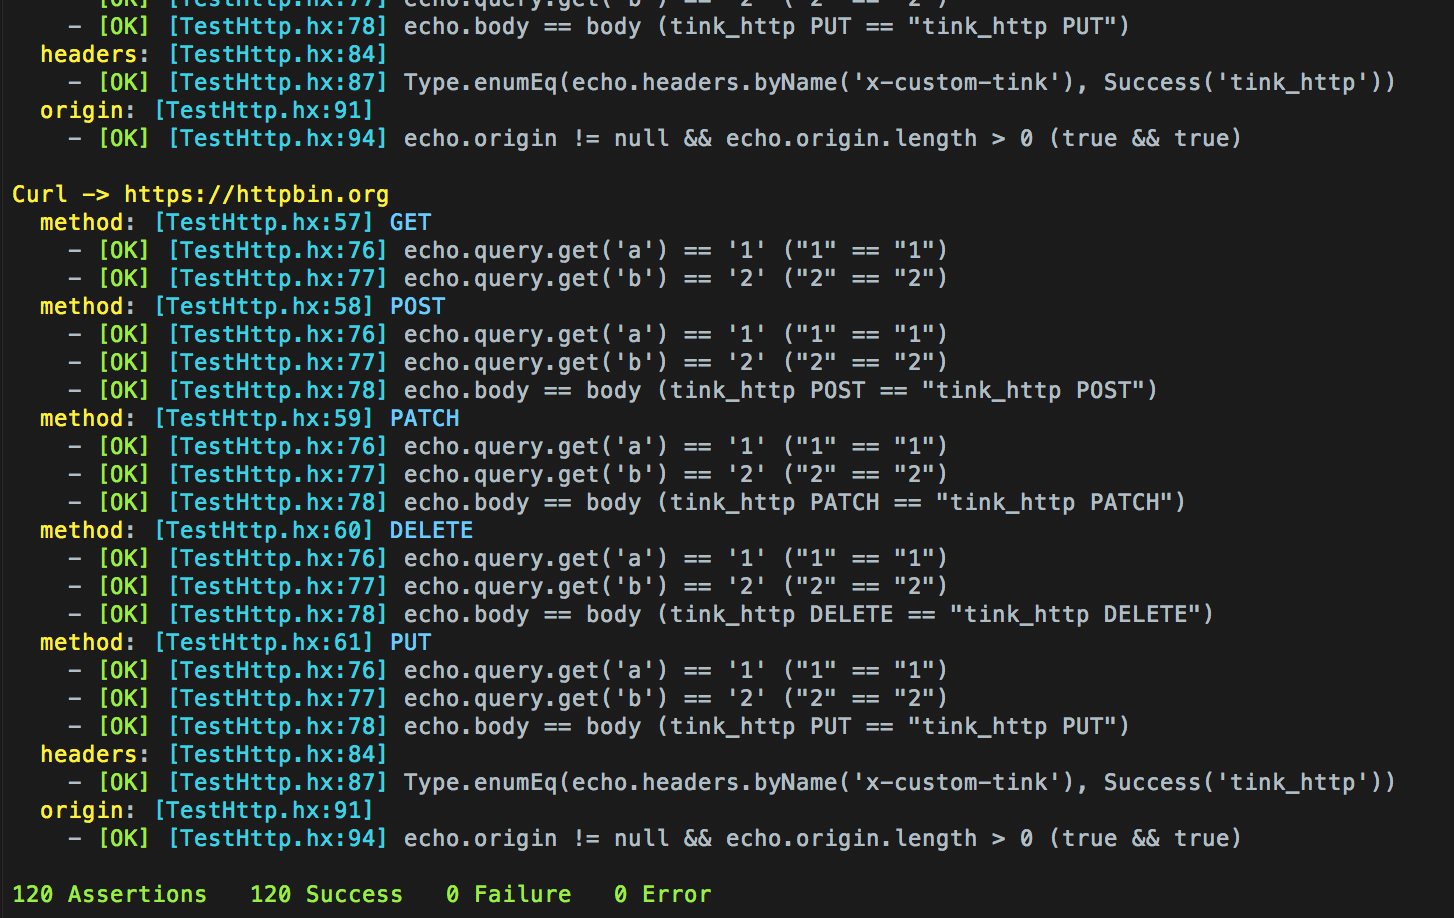 - [OK] [TestHttp.hx:77] echo.query.get('b') == '2' ("2" == "2")
- [OK] [TestHttp.hx:78] echo.body == body (tink_http PUT == "tink_http PUT")
headers: [TestHttp.hx:84]
- [OK] [TestHttp.hx:87] Type.enumEq(echo.headers.byName('x-custom-tink'), Success('tink_http'))
origin: [TestHttp.hx:91]
- [OK] [TestHttp.hx:94] echo.origin != null && echo.origin.length > 0 (true && true)
Curl -> https://httpbin.org
method: [TestHttp.hx:57] GET
- [OK] [TestHttp.hx:76] echo.query.get('a') == '1' ("1" == "1")
- [OK] [TestHttp.hx:77] echo.query.get('b') == '2' ("2" == "2")
method: [TestHttp.hx:58] POST
- [OK] [TestHttp.hx:76] echo.query.get('a') == '1' ("1" == "1")
- [OK] [TestHttp.hx:77] echo.query.get('b') == '2' ("2" == "2")
- [OK] [TestHttp.hx:78] echo.body == body (tink_http POST == "tink_http POST")
method: [TestHttp.hx:59] PATCH
- [OK] [TestHttp.hx:76] echo.query.get('a') == '1' ("1" == "1")
- [OK] [TestHttp.hx:77] echo.query.get('b') == '2' ("2" == "2")
- [OK] [TestHttp.hx:78] echo.body == body (tink_http PATCH == "tink_http PATCH")
method: [TestHttp.hx:60] DELETE
- [OK] [TestHttp.hx:76] echo.query.get('a') == '1' ("1" == "1")
- [OK] [TestHttp.hx:77] echo.query.get('b') == '2' ("2" == "2")
- [OK] [TestHttp.hx:78] echo.body == body (tink_http DELETE == "tink_http DELETE")
method: [TestHttp.hx:61] PUT
- [OK] [TestHttp.hx:76] echo.query.get('a') == '1' ("1" == "1")
- [OK] [TestHttp.hx:77] echo.query.get('b') == '2' ("2" == "2")
- [OK] [TestHttp.hx:78] echo.body == body (tink_http PUT == "tink_http PUT")
headers: [TestHttp.hx:84]
- [OK] [TestHttp.hx:87] Type.enumEq(echo.headers.byName('x-custom-tink'), Success('tink_http'))
origin: [TestHttp.hx:91]
- [OK] [TestHttp.hx:94] echo.origin != null && echo.origin.length > 0 (true && true)
120 Assertions 120 Success 0 Failure 0 Error